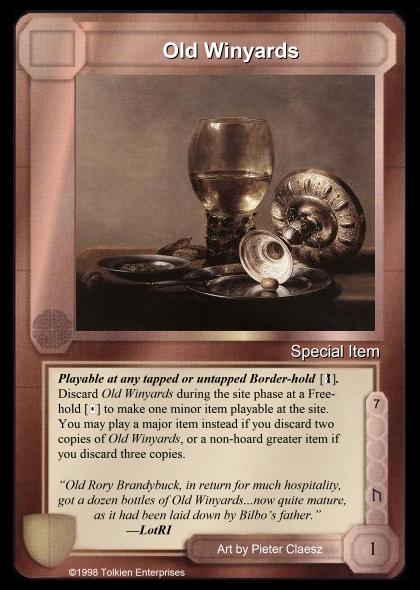 Old Winyards
Special Item
Playable at any tapped or untapped Border-hold [].
Discard Old Winyards during the site phase at a Free-
hold [] to make one minor item playable at the site.
You may play a major item instead if you discard two
copies of Old Winyards, or a non-hoard greater item if
you discard three copies.
7
“Old Rory Brandybuck, in return for much hospitality,
got a dozen bottles of Old Winyards...now quite mature,
as it had been laid down by Bilbo’s father.”
—LotRI
Art by Pieter Claesz
1
©1998 Tolkien Enterprises